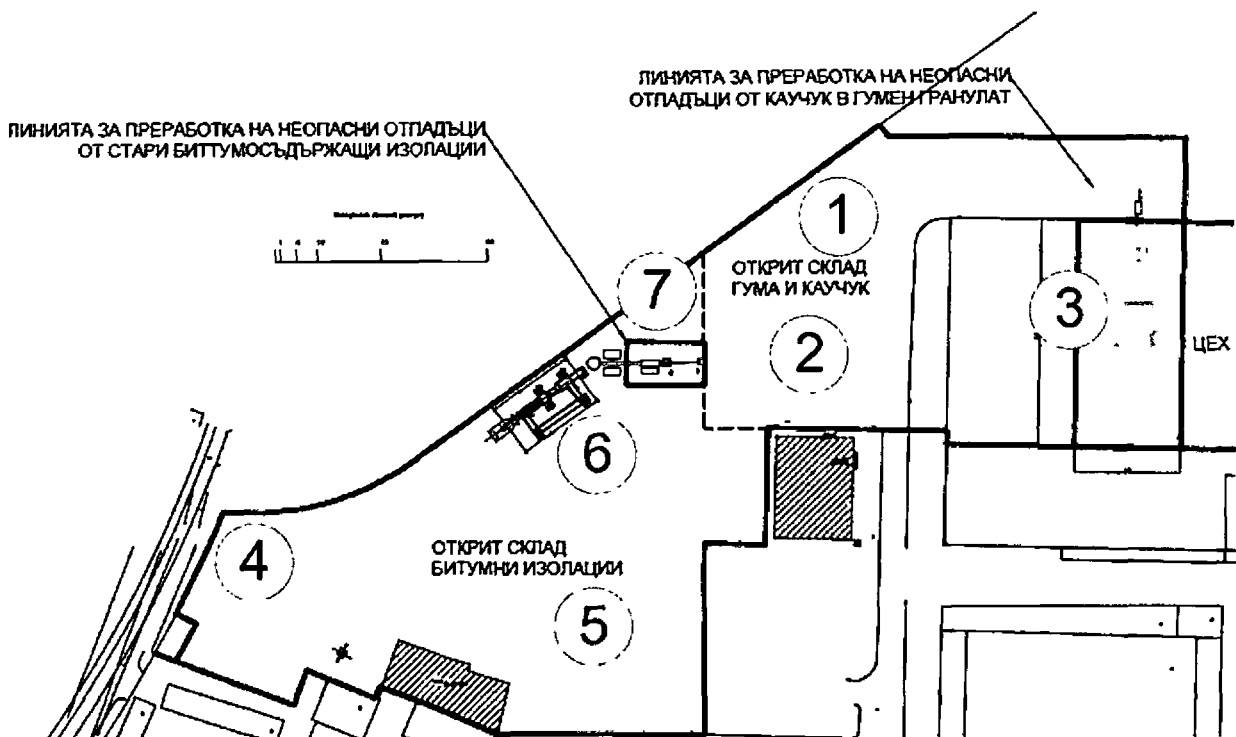 ЛИНИЯТА ЗА ПРЕРАБОТКА НА НЕОПАСНИ
ОТПАДЪЦИ ОТ КАУЧУК В ГУМЕН ГРАНУЛАТ
ЛИНИЯТА ЗА ПРЕРАБОТКА НА НЕОПАСНИ ОТПАДЪЦИ
ОТ СТАРИ БИТТУМОСЪДЪРЖАЩИ ИЗОЛАЦИИ
1
ОТКРИТ СКЛАД
ГУМА И КАУЧУК
7
3
2
ЦЕХ
6
4
ОТКРИТ СКЛАД
БИТУМНИ ИЗОЛАЦИИ
5